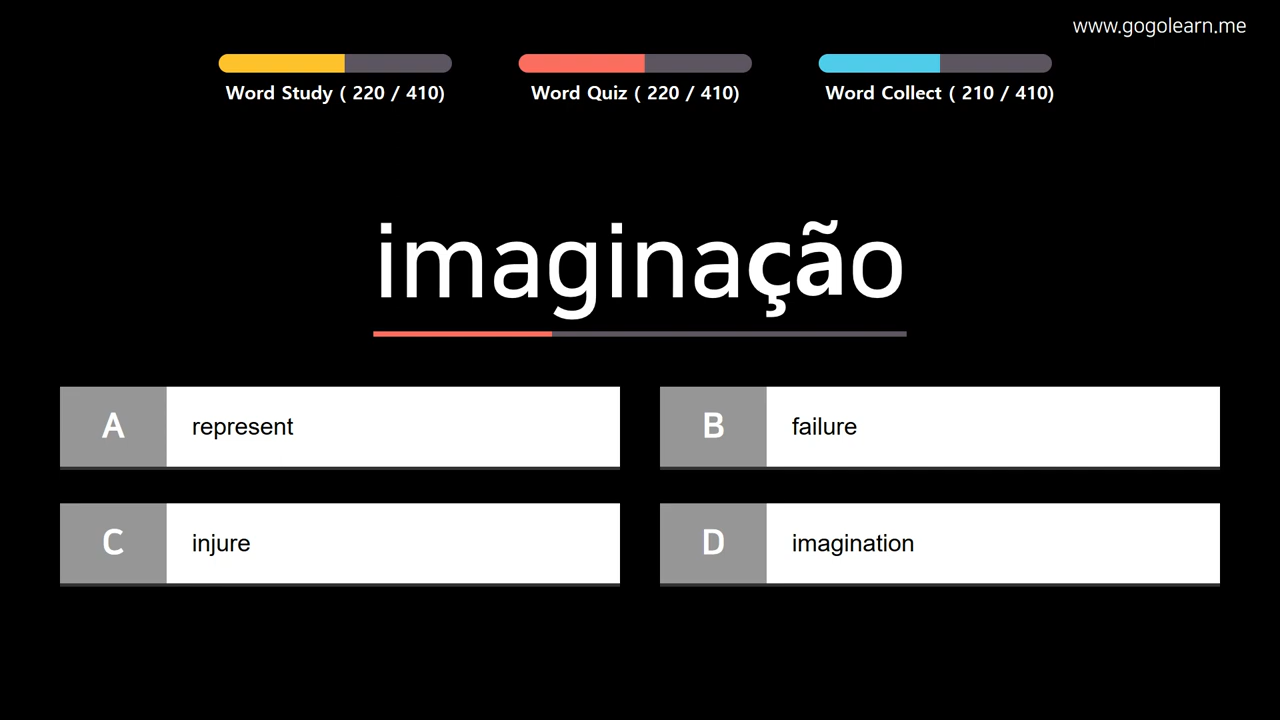 www.gogolearn.me
Word Study ( 220 / 410)
Word Quiz ( 220 / 410)
Word Collect ( 210 / 410)
imaginação
A represent
B failure
C injure
D imagination